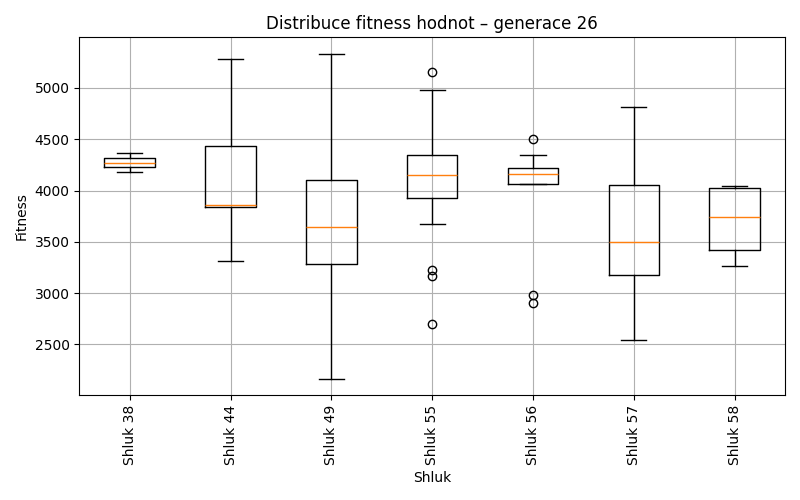 Distribuce fitness hodnot – generace 26
5000
4500
4000
3500
3000
2500
Fitness
Shluk 38
Shluk 44
Shluk 49
Shluk 55
Shluk 56
Shluk 57
Shluk 58
Shluk